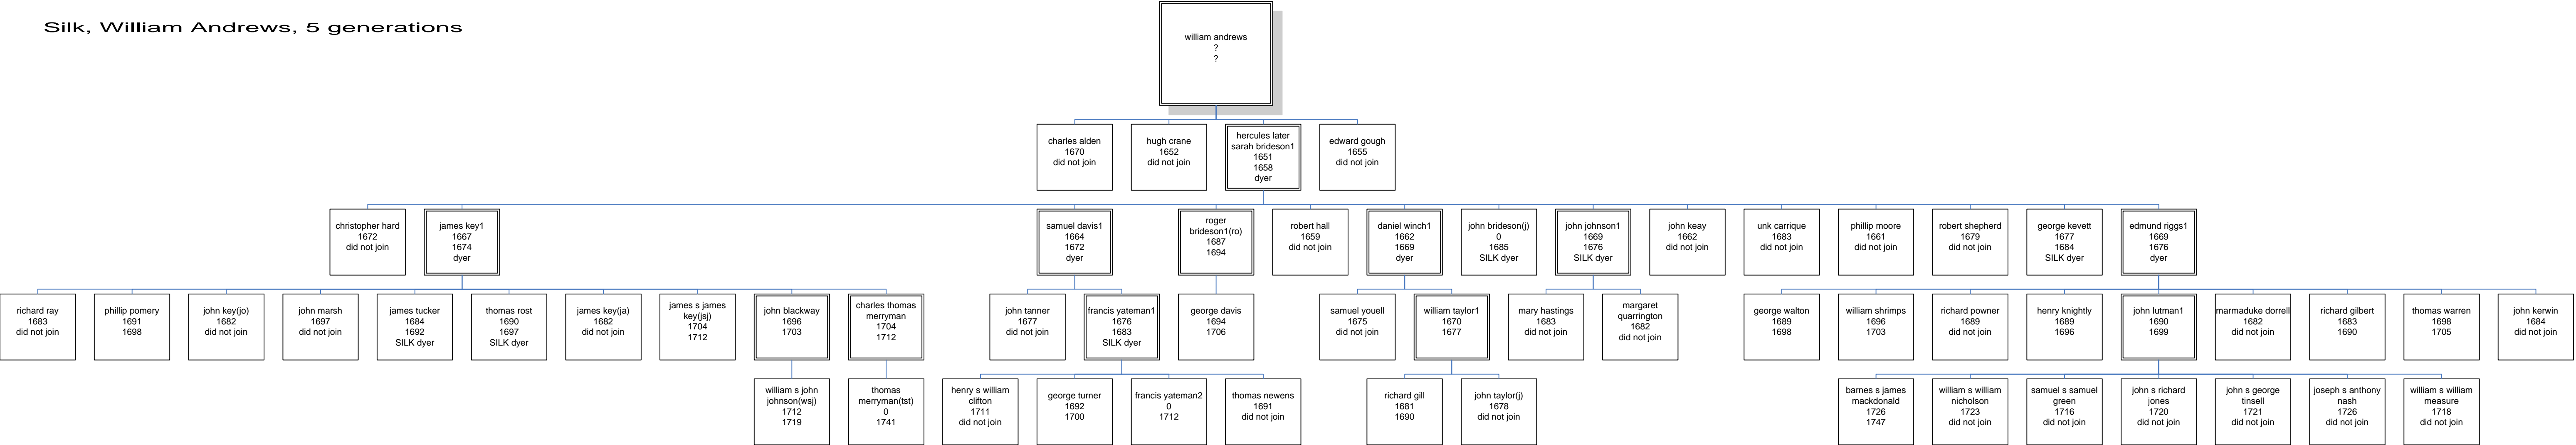 Silk, William Andrews, 5 generations
william andrews
?
?
charles alden
1670
did not join
hugh crane
1652
did not join
hercules later
sarah brideson1
1651
1658
dyer
edward gough
1655
did not join
christopher hard
1672
did not join
james key1
1667
1674
dyer
samuel davis1
1664
1672
dyer
roger
brideson1(ro)
1687
1694
robert hall
1659
did not join
daniel winch1
1662
1669
dyer
john brideson(j)
0
1685
SILK dyer
john johnson1
1669
1676
SILK dyer
john keay
1662
did not join
unk carrique
1683
did not join
phillip moore
1661
did not join
robert shepherd
1679
did not join
george kevett
1677
1684
SILK dyer
edmund riggs1
1669
1676
dyer
richard ray
1683
did not join
phillip pomery
1691
1698
john key(jo)
1682
did not join
john marsh
1697
did not join
james tucker
1684
1692
SILK dyer
thomas rost
1690
1697
SILK dyer
james key(ja)
1682
did not join
james s james
key(jsj)
1704
1712
john blackway
1696
1703
charles thomas
merryman
1704
1712
john tanner
1677
did not join
francis yateman1
1676
1683
SILK dyer
george davis
1694
1706
samuel youell
1675
did not join
william taylor1
1670
1677
mary hastings
1683
did not join
margaret
quarrington
1682
did not join
george walton
1689
1698
william shrimps
1696
1703
richard powner
1689
did not join
henry knightly
1689
1696
john lutman1
1690
1699
marmaduke dorrell
1682
did not join
richard gilbert
1683
1690
thomas warren
1698
1705
john kerwin
1684
did not join
william s john
johnson(wsj)
1712
1719
thomas
merryman(tst)
0
1741
henry s william
clifton
1711
did not join
george turner
1692
1700
francis yateman2
0
1712
thomas newens
1691
did not join
richard gill
1681
1690
john taylor(j)
1678
did not join
barnes s james
mackdonald
1726
1747
william s william
nicholson
1723
did not join
samuel s samuel
green
1716
did not join
john s richard
jones
1720
did not join
john s george
tinsell
1721
did not join
joseph s anthony
nash
1726
did not join
william s william
measure
1718
did not join